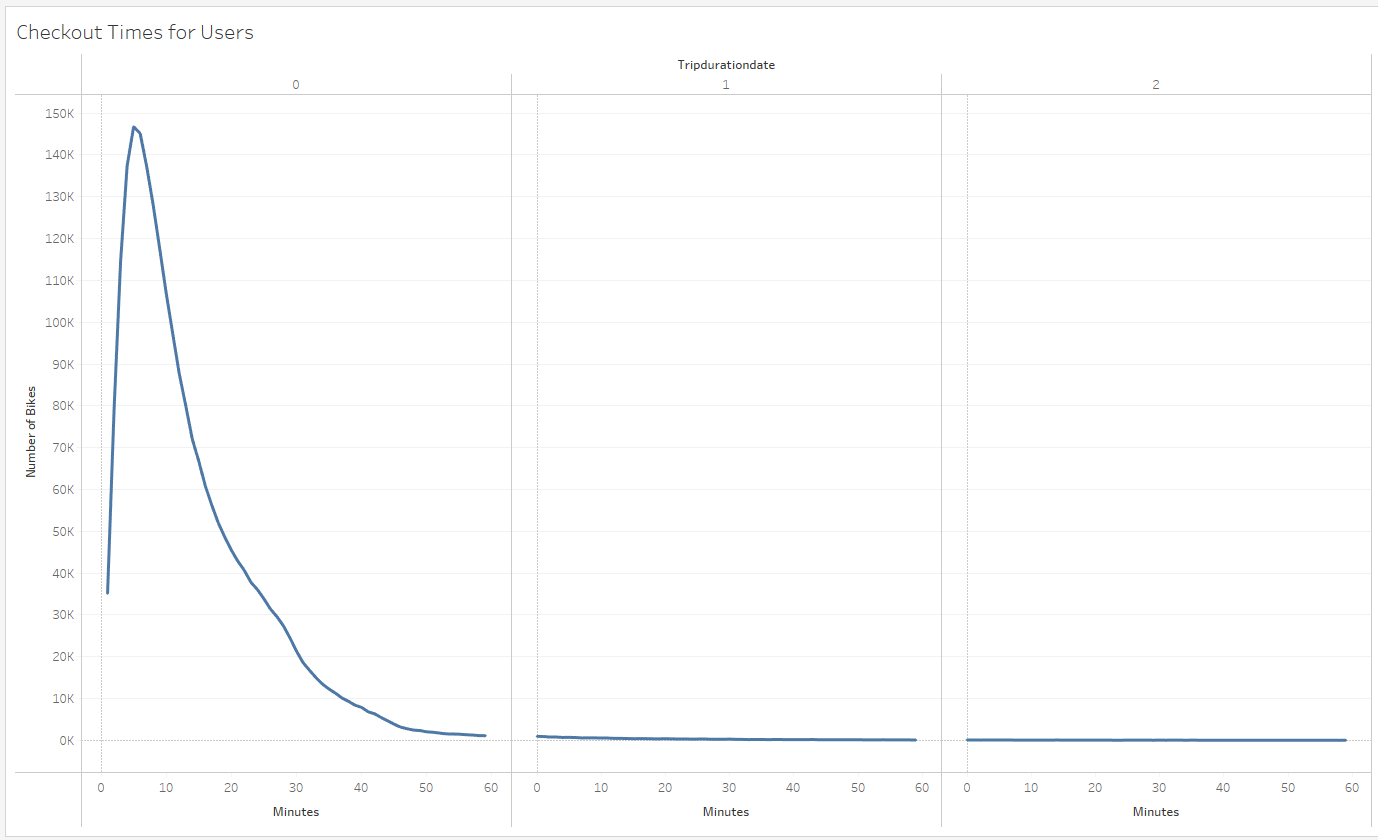 Checkout Times for Users
Tripdurationdate
0 1 2
Number of Bikes
150K
140K
130K
120K
110K
100K
90K
80K
70K
60K
50K
40K
30K
20K
10K
0K
0 10 20 30 40 50 60 0 10 20 30 40 50 60 0 10 20 30 40 50 60
Minutes Minutes Minutes